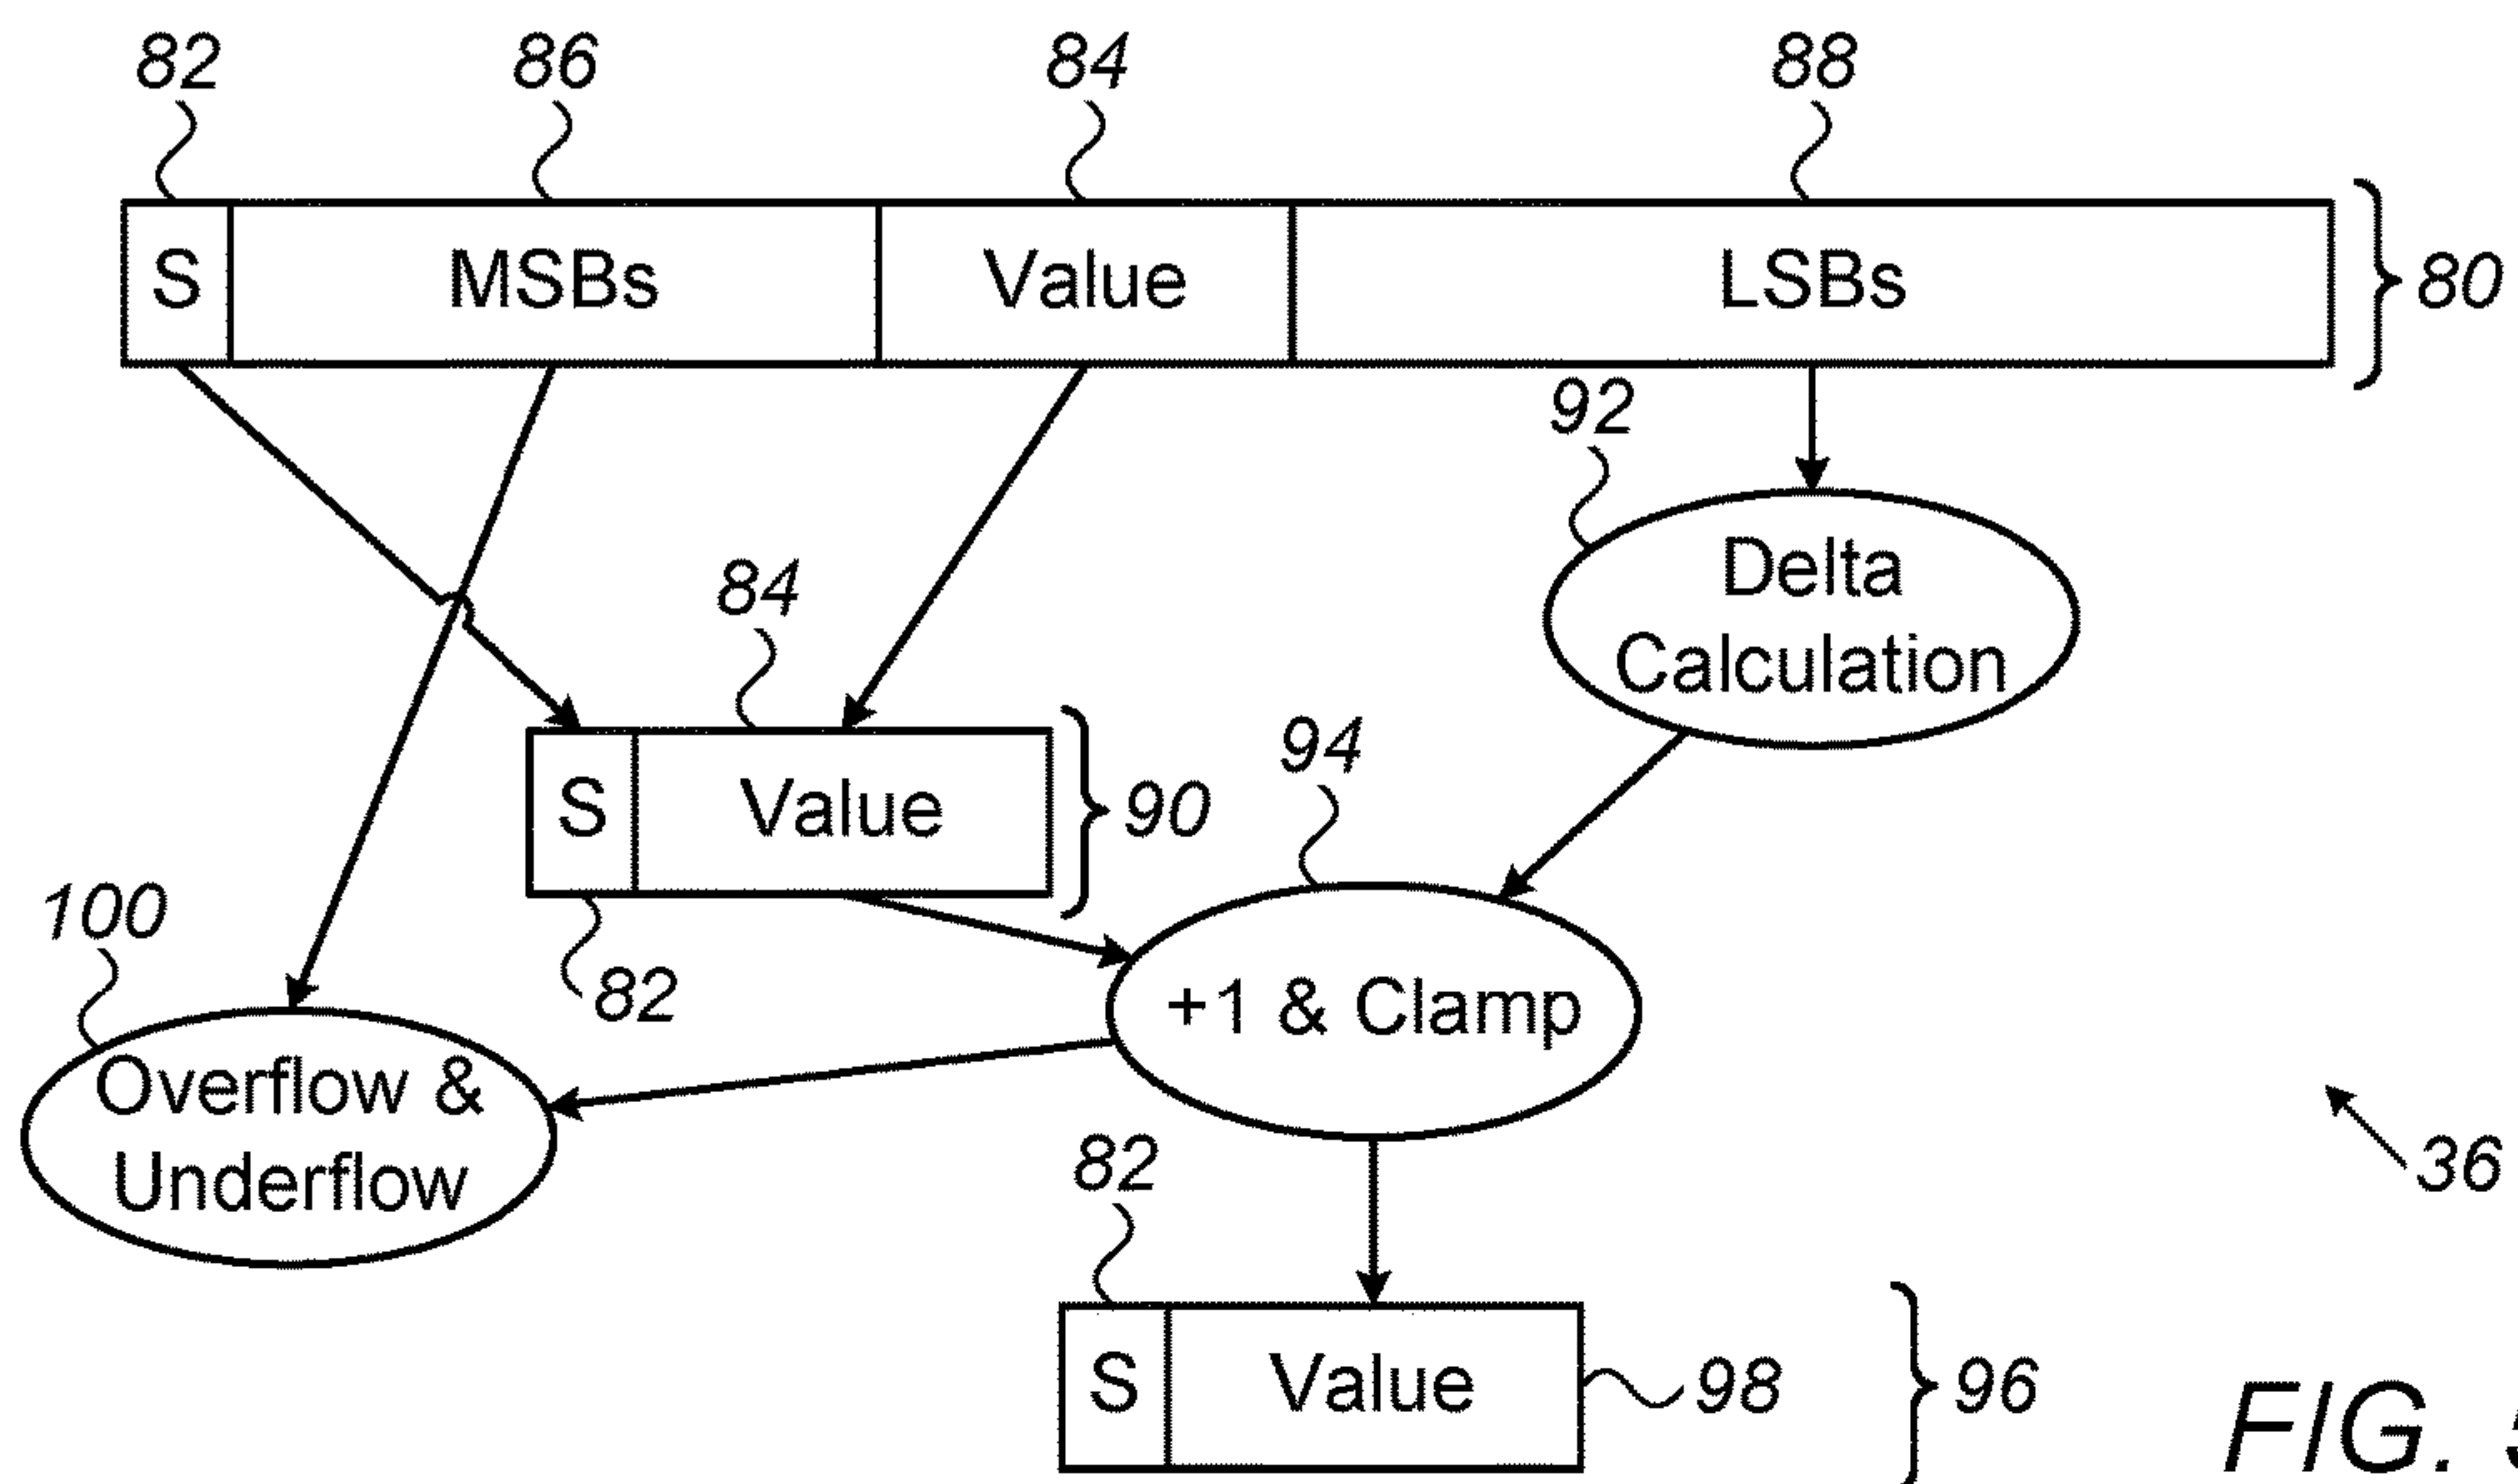 82 86 84 88
S MSBs Value LSBs
80
92
Delta
Calculation
84
94
S Value
90
100
82
+1 & Clamp
Overflow &
Underflow
82
36
S Value
98
96
FIG.